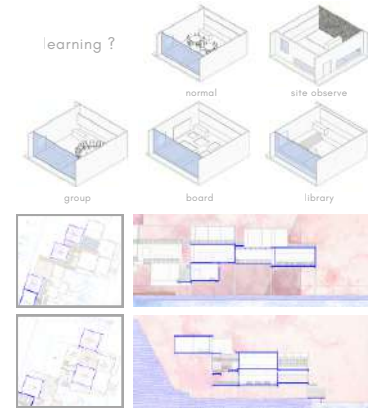 learning ?
normal
site observe
group
board
library